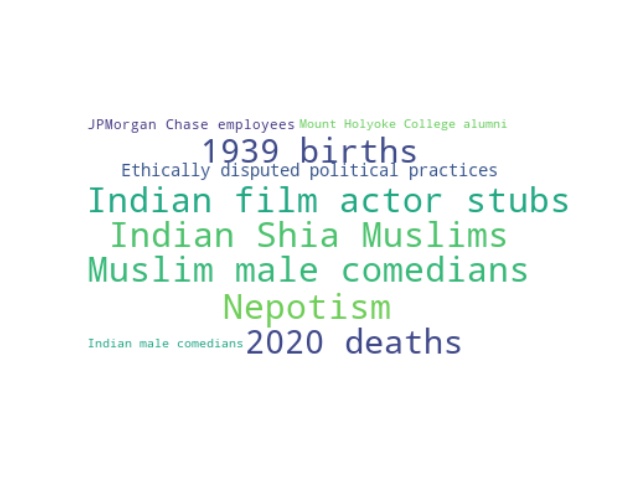 JPMorgan Chase employees Mount Holyoke College alumni
1939 births
Ethically disputed political practices
Indian film actor stubs
Indian Shia Muslims
Muslim male comedians
Nepotism
Indian male comedians 2020 deaths